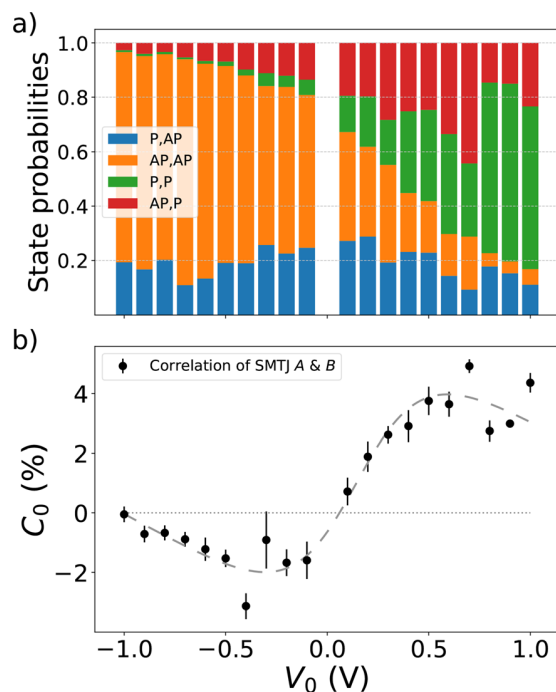 a)
State probabilities
1.0
0.8
0.6
0.4
0.2
P,AP
AP,AP
P,P
AP,P
b)
C₀ (%)
4
2
0
−2
Correlation of SMTJ A & B
−1.0 −0.5 0.0 0.5 1.0
V₀ (V)